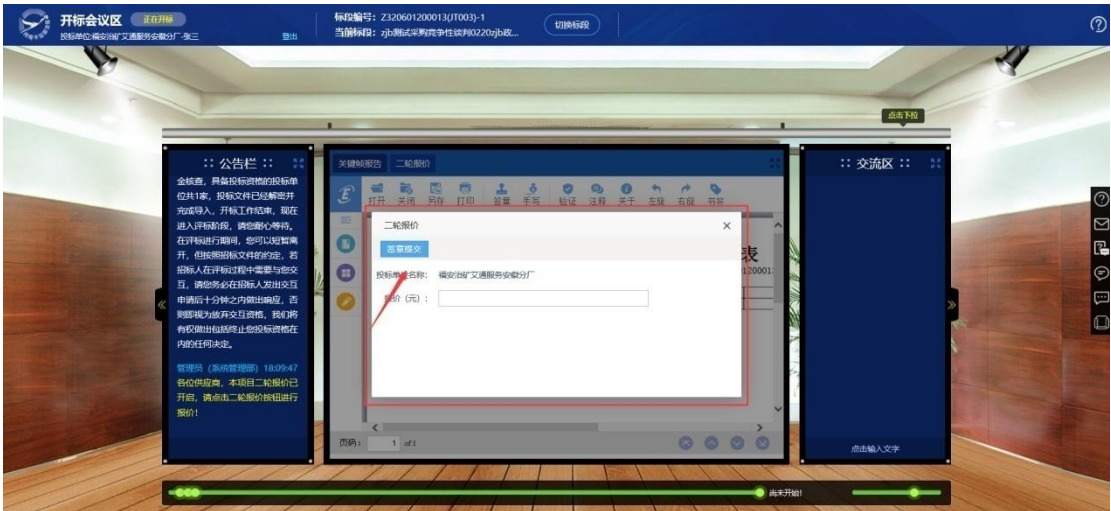 开标会议区 正在开标
投标单位:福安冶矿艾通服务安徽分厂-张三 登出
标段编号：Z320601200013(JT003)-1
当前标段：zjb测试采购竞争性谈判0220zjb政...
切换标段
点击下拉
:: 公告栏 ::
金核查，具备投标资格的投标单
位共1家，投标文件已经解密并
完成导入，开标工作结束，现在
进入评标阶段，请您耐心等待。
在评标进行期间，您可以短暂离
开，但按照招标文件的约定，若
招标人在评标过程中需要与您交
互，请您务必在招标人发出交互
申请后十分钟之内做出响应，否
则即视为放弃交互资格，我们将
有权做出包括终止您投标资格在
内的任何决定。
管理员（系统管理部）18:09:47
各位供应商，本项目二轮报价已
开启，请点击二轮报价按钮进行
报价！
关键帧报告 二轮报价
打开 关闭 另存 打印 签章 手写 验证 注释 关于 左旋 右旋 书签
表
二轮报价
签章提交
投标单位名称： 福安冶矿艾通服务安徽分厂
报价（元）：
页码： 1 of1
:: 交流区 ::
点击输入文字
尚未开始!